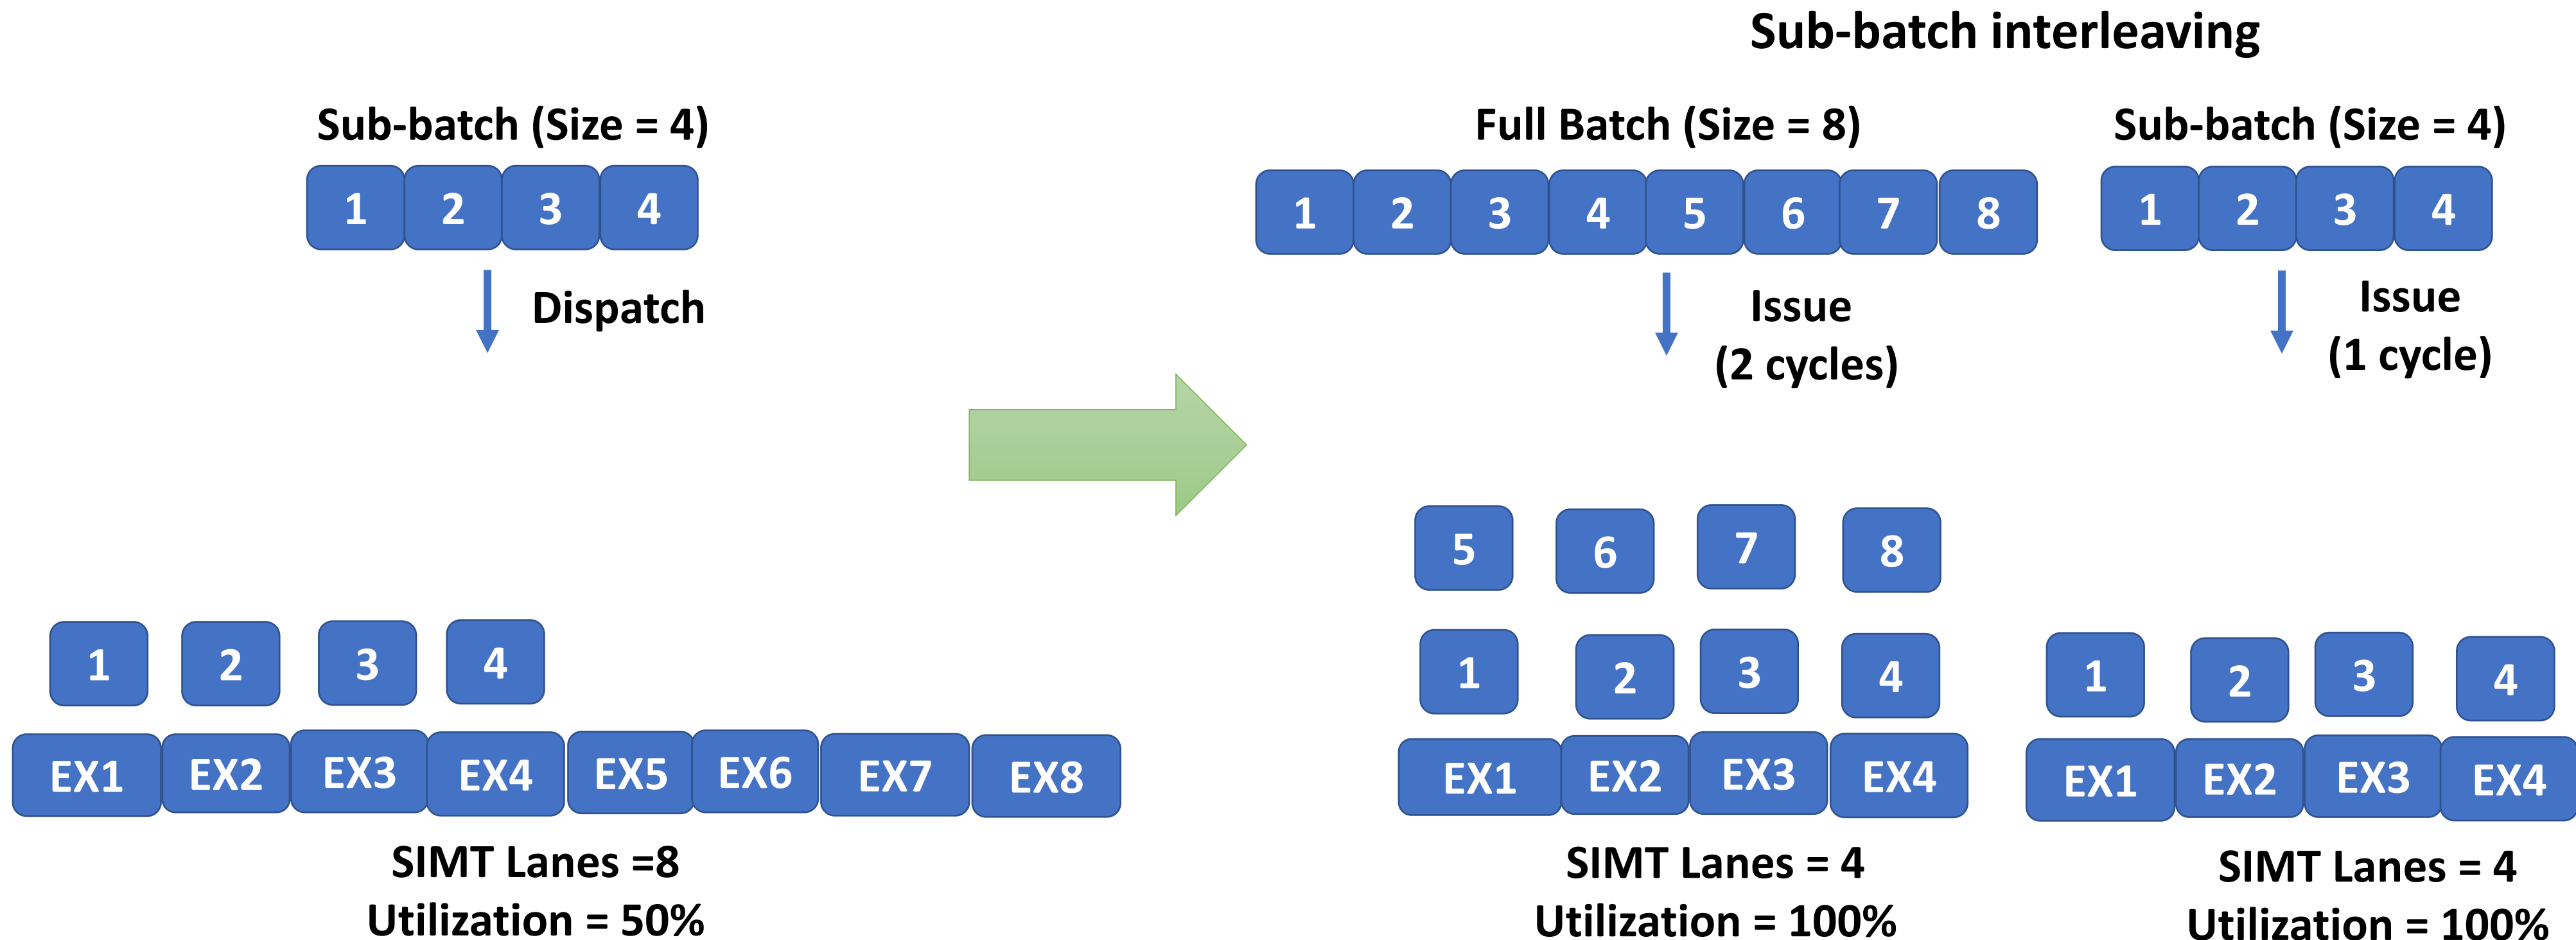 Sub-batch interleaving
Sub-batch (Size = 4)
1 2 3 4
Dispatch
1 2 3 4
EX1 EX2 EX3 EX4 EX5 EX6 EX7 EX8
SIMT Lanes =8
Utilization = 50%
Full Batch (Size = 8)
1 2 3 4 5 6 7 8
Issue
(2 cycles)
5 6 7 8
1 2 3 4
EX1 EX2 EX3 EX4
SIMT Lanes = 4
Utilization = 100%
Sub-batch (Size = 4)
1 2 3 4
Issue
(1 cycle)
1 2 3 4
EX1 EX2 EX3 EX4
SIMT Lanes = 4
Utilization = 100%